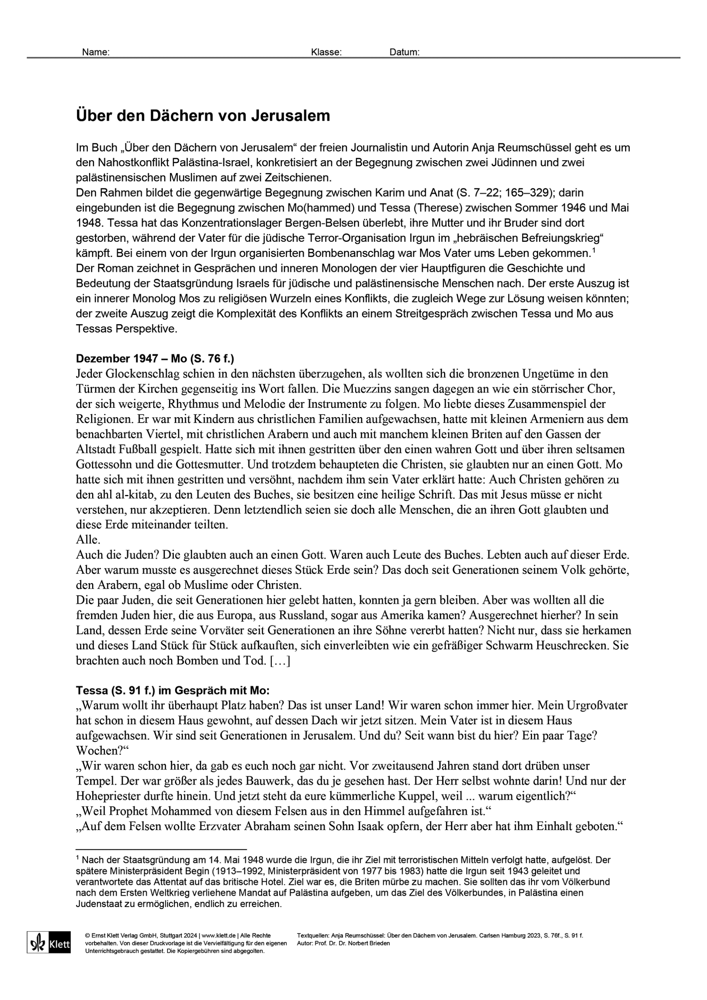 Name: Klasse: Datum:
Über den Dächern von Jerusalem
Im Buch „Über den Dächern von Jerusalem“ der freien Journalistin und Autorin Anja Reumschüssel geht es um
den Nahostkonflikt Palästina-Israel, konkretisiert an der Begegnung zwischen zwei Jüdinnen und zwei
palästinensischen Muslimen auf zwei Zeitschienen.
Den Rahmen bildet die gegenwärtige Begegnung zwischen Karim und Anat (S. 7–22; 165–329); darin
eingebunden ist die Begegnung zwischen Mo(hammed) und Tessa (Therese) zwischen Sommer 1946 und Mai
1948. Tessa hat das Konzentrationslager Bergen-Belsen überlebt, ihre Mutter und ihr Bruder sind dort
gestorben, während der Vater für die jüdische Terror-Organisation Irgun im „hebräischen Befreiungskrieg“
kämpft. Bei einem von der Irgun organisierten Bombenanschlag war Mos Vater ums Leben gekommen.¹
Der Roman zeichnet in Gesprächen und inneren Monologen der vier Hauptfiguren die Geschichte und
Bedeutung der Staatsgründung Israels für jüdische und palästinensische Menschen nach. Der erste Auszug ist
ein innerer Monolog Mos zu religiösen Wurzeln eines Konflikts, die zugleich Wege zur Lösung weisen könnten;
der zweite Auszug zeigt die Komplexität des Konflikts an einem Streitgespräch zwischen Tessa und Mo aus
Tessas Perspektive.
Dezember 1947 – Mo (S. 76 f.)
Jeder Glockenschlag schien in den nächsten überzugehen, als wollten sich die bronzenen Ungetüme in den
Türmen der Kirchen gegenseitig ins Wort fallen. Die Muezzins sangen dagegen an wie ein störrischer Chor,
der sich weigerte, Rhythmus und Melodie der Instrumente zu folgen. Mo liebte dieses Zusammenspiel der
Religionen. Er war mit Kindern aus christlichen Familien aufgewachsen, hatte mit kleinen Armeniern aus dem
benachbarten Viertel, mit christlichen Arabern und auch mit manchem kleinen Briten auf den Gassen der
Altstadt Fußball gespielt. Hatte sich mit ihnen gestritten über den einen wahren Gott und über ihren seltsamen
Gottessohn und die Gottesmutter. Und trotzdem behaupteten die Christen, sie glaubten nur an einen Gott. Mo
hatte sich mit ihnen gestritten und versöhnt, nachdem ihm sein Vater erklärt hatte: Auch Christen gehören zu
den ahl al-kitab, zu den Leuten des Buches, sie besitzen eine heilige Schrift. Das mit Jesus müsse er nicht
verstehen, nur akzeptieren. Denn letztendlich seien sie doch alle Menschen, die an ihren Gott glaubten und
diese Erde miteinander teilten.
Alle.
Auch die Juden? Die glaubten auch an einen Gott. Waren auch Leute des Buches. Lebten auch auf dieser Erde.
Aber warum musste es ausgerechnet dieses Stück Erde sein? Das doch seit Generationen seinem Volk gehörte,
den Arabern, egal ob Muslime oder Christen.
Die paar Juden, die seit Generationen hier gelebt hatten, konnten ja gern bleiben. Aber was wollten all die
fremden Juden hier, die aus Europa, aus Russland, sogar aus Amerika kamen? Ausgerechnet hierher? In sein
Land, dessen Erde seine Vorväter seit Generationen an ihre Söhne vererbt hatten? Nicht nur, dass sie herkamen
und dieses Land Stück für Stück aufkauften, sich einverleibten wie ein gefräßiger Schwarm Heuschrecken. Sie
brachten auch noch Bomben und Tod. […]
Tessa (S. 91 f.) im Gespräch mit Mo:
„Warum wollt ihr überhaupt Platz haben? Das ist unser Land! Wir waren schon immer hier. Mein Urgroßvater
hat schon in diesem Haus gewohnt, auf dessen Dach wir jetzt sitzen. Mein Vater ist in diesem Haus
aufgewachsen. Wir sind seit Generationen in Jerusalem. Und du? Seit wann bist du hier? Ein paar Tage?
Wochen?“
„Wir waren schon hier, da gab es euch noch gar nicht. Vor zweitausend Jahren stand dort drüben unser
Tempel. Der war größer als jedes Bauwerk, das du je gesehen hast. Der Herr selbst wohnte darin! Und nur der
Hohepriester durfte hinein. Und jetzt steht da eure kümmerliche Kuppel, weil ... warum eigentlich?“
„Weil Prophet Mohammed von diesem Felsen aus in den Himmel aufgefahren ist.“
„Auf dem Felsen wollte Erzvater Abraham seinen Sohn Isaak opfern, der Herr aber hat ihm Einhalt geboten.“
¹ Nach der Staatsgründung am 14. Mai 1948 wurde die Irgun, die ihr Ziel mit terroristischen Mitteln verfolgt hatte, aufgelöst. Der
spätere Ministerpräsident Begin (1913–1992, Ministerpräsident von 1977 bis 1983) hatte die Irgun seit 1943 geleitet und
verantwortete das Attentat auf das britische Hotel. Ziel war es, die Briten mürbe zu machen. Sie sollten das ihr vom Völkerbund
nach dem Ersten Weltkrieg verliehene Mandat auf Palästina aufgeben, um das Ziel des Völkerbundes, in Palästina einen
Judenstaat zu ermöglichen, endlich zu erreichen.
Klett
© Ernst Klett Verlag GmbH, Stuttgart 2024 | www.klett.de | Alle Rechte
vorbehalten. Von dieser Druckvorlage ist die Vervielfältigung für den eigenen
Unterrichtsgebrauch gestattet. Die Kopiergebühren sind abgegolten.
Textquellen: Anja Reumschüssel: Über den Dächern von Jerusalem. Carlsen Hamburg 2023, S. 76f., S. 91 f.
Autor: Prof. Dr. Dr. Norbert Brieden